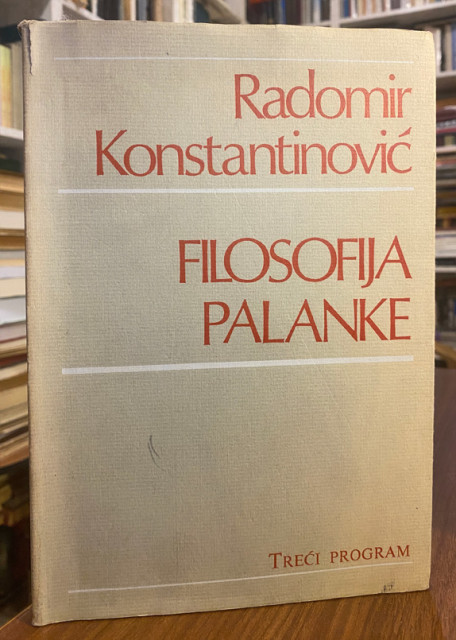 Radomir
Konstantinović
FILOSOFIJA
PALANKE
TREĆI PROGRAM